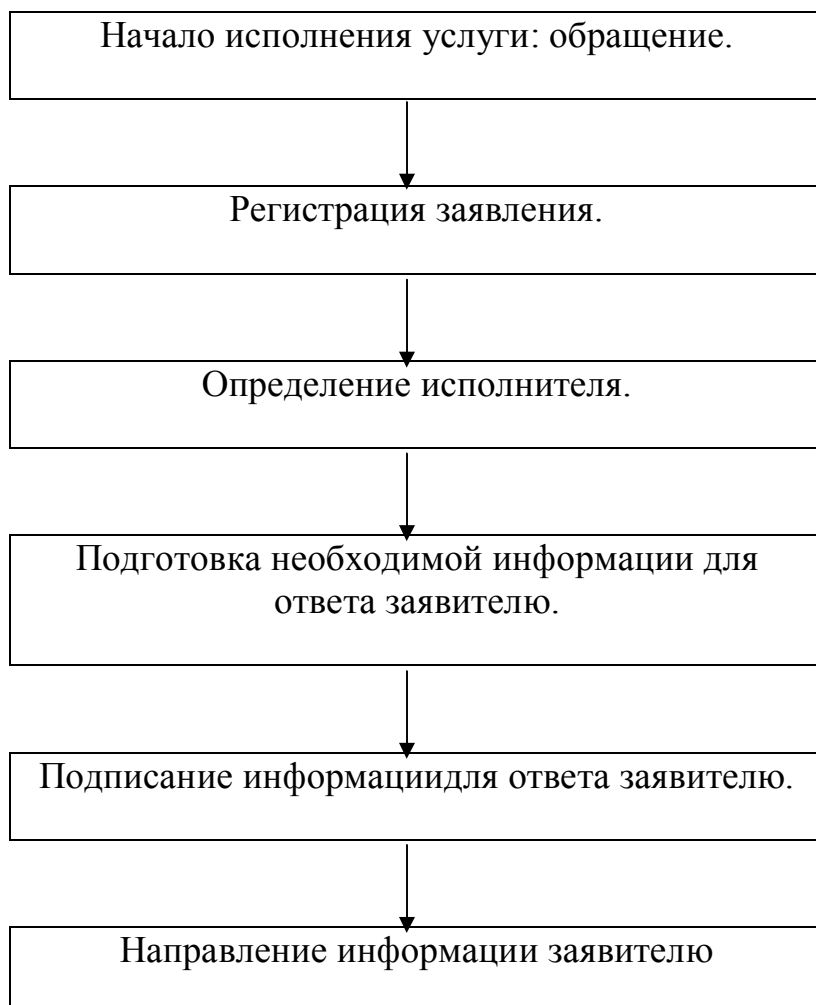 Начало исполнения услуги: обращение.
Регистрация заявления.
Определение исполнителя.
Подготовка необходимой информации для
ответа заявителю.
Подписание информациидля ответа заявителю.
Направление информации заявителю